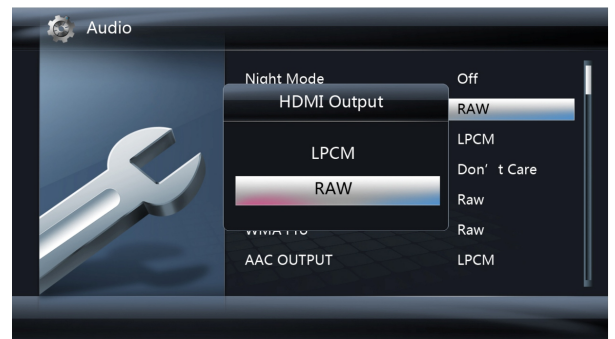 Audio
Night Mode Off
HDMI Output
RAW
LPCM
LPCM
Don't Care
RAW
Raw
Raw
AAC OUTPUT LPCM